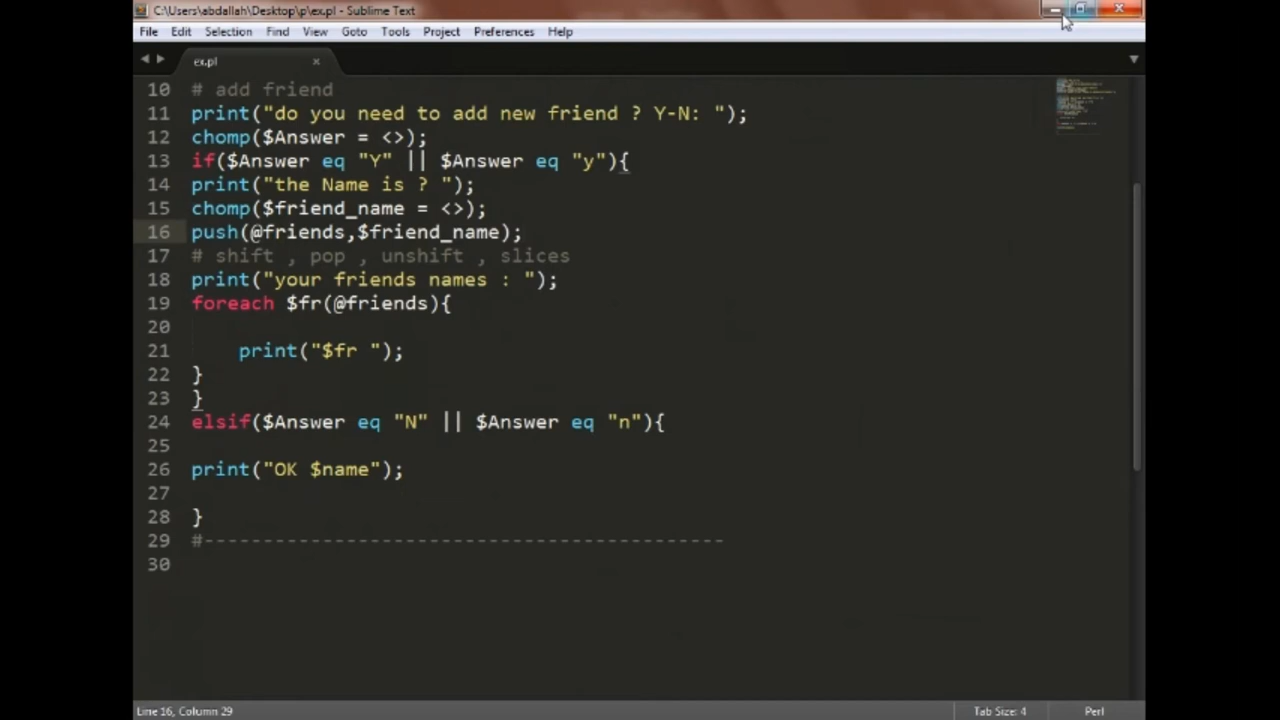 C:\Users\abdallah\Desktop\p\ex.pl - Sublime Text
File Edit Selection Find View Goto Tools Project Preferences Help
ex.pl
10 # add friend
11 print("do you need to add new friend ? Y-N: ");
12 chomp($Answer = <>);
13 if($Answer eq "Y" || $Answer eq "y"){
14 print("the Name is ? ");
15 chomp($friend_name = <>);
16 push(@friends,$friend_name);
17 # shift , pop , unshift , slices
18 print("your friends names : ");
19 foreach $fr(@friends){
20
21     print("$fr ");
22 }
23 }
24 elsif($Answer eq "N" || $Answer eq "n"){
25
26 print("OK $name");
27
28 }
29 #--------------------------------------------
30
Line 16, Column 29 Tab Size: 4 Perl